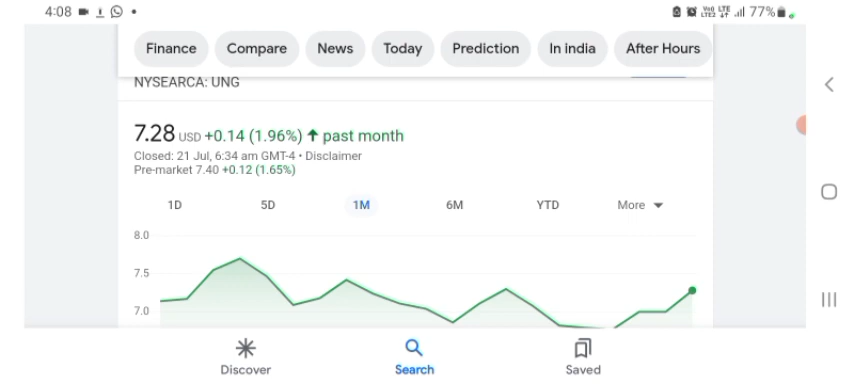 4:08
77%
Finance Compare News Today Prediction In india After Hours
NYSEARCA: UNG
7.28 USD +0.14 (1.96%) ↑ past month
Closed: 21 Jul, 6:34 am GMT-4 • Disclaimer
Pre-market 7.40 +0.12 (1.65%)
1D 5D 1M 6M YTD More
8.0
7.5
7.0
Discover Search Saved